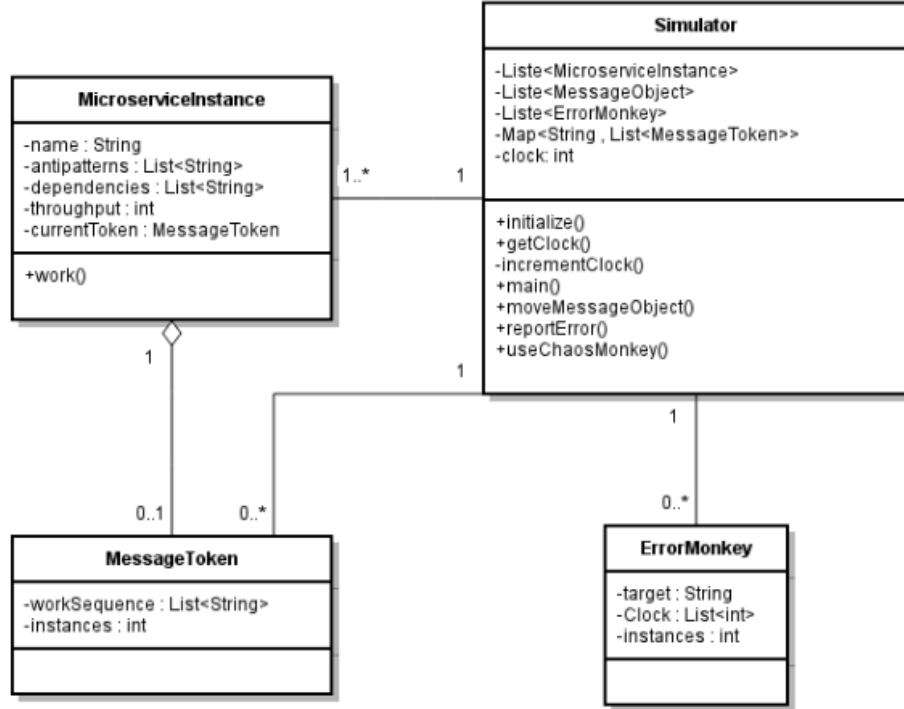 Simulator
-Liste<MicroserviceInstance>
-Liste<MessageObject>
-Liste<ErrorMonkey>
-Map<String , List<MessageToken>>
-clock: int
+initialize()
+getClock()
-incrementClock()
+main()
+moveMessageObject()
+reportError()
+useChaosMonkey()
MicroserviceInstance
-name : String
-antipatterns : List<String>
-dependencies : List<String>
-throughput : int
-currentToken : MessageToken
+work()
1..*
1
1
1
1
0..1
0..*
0..*
MessageToken
-workSequence : List<String>
-instances : int
ErrorMonkey
-target : String
-Clock : List<int>
-instances : int